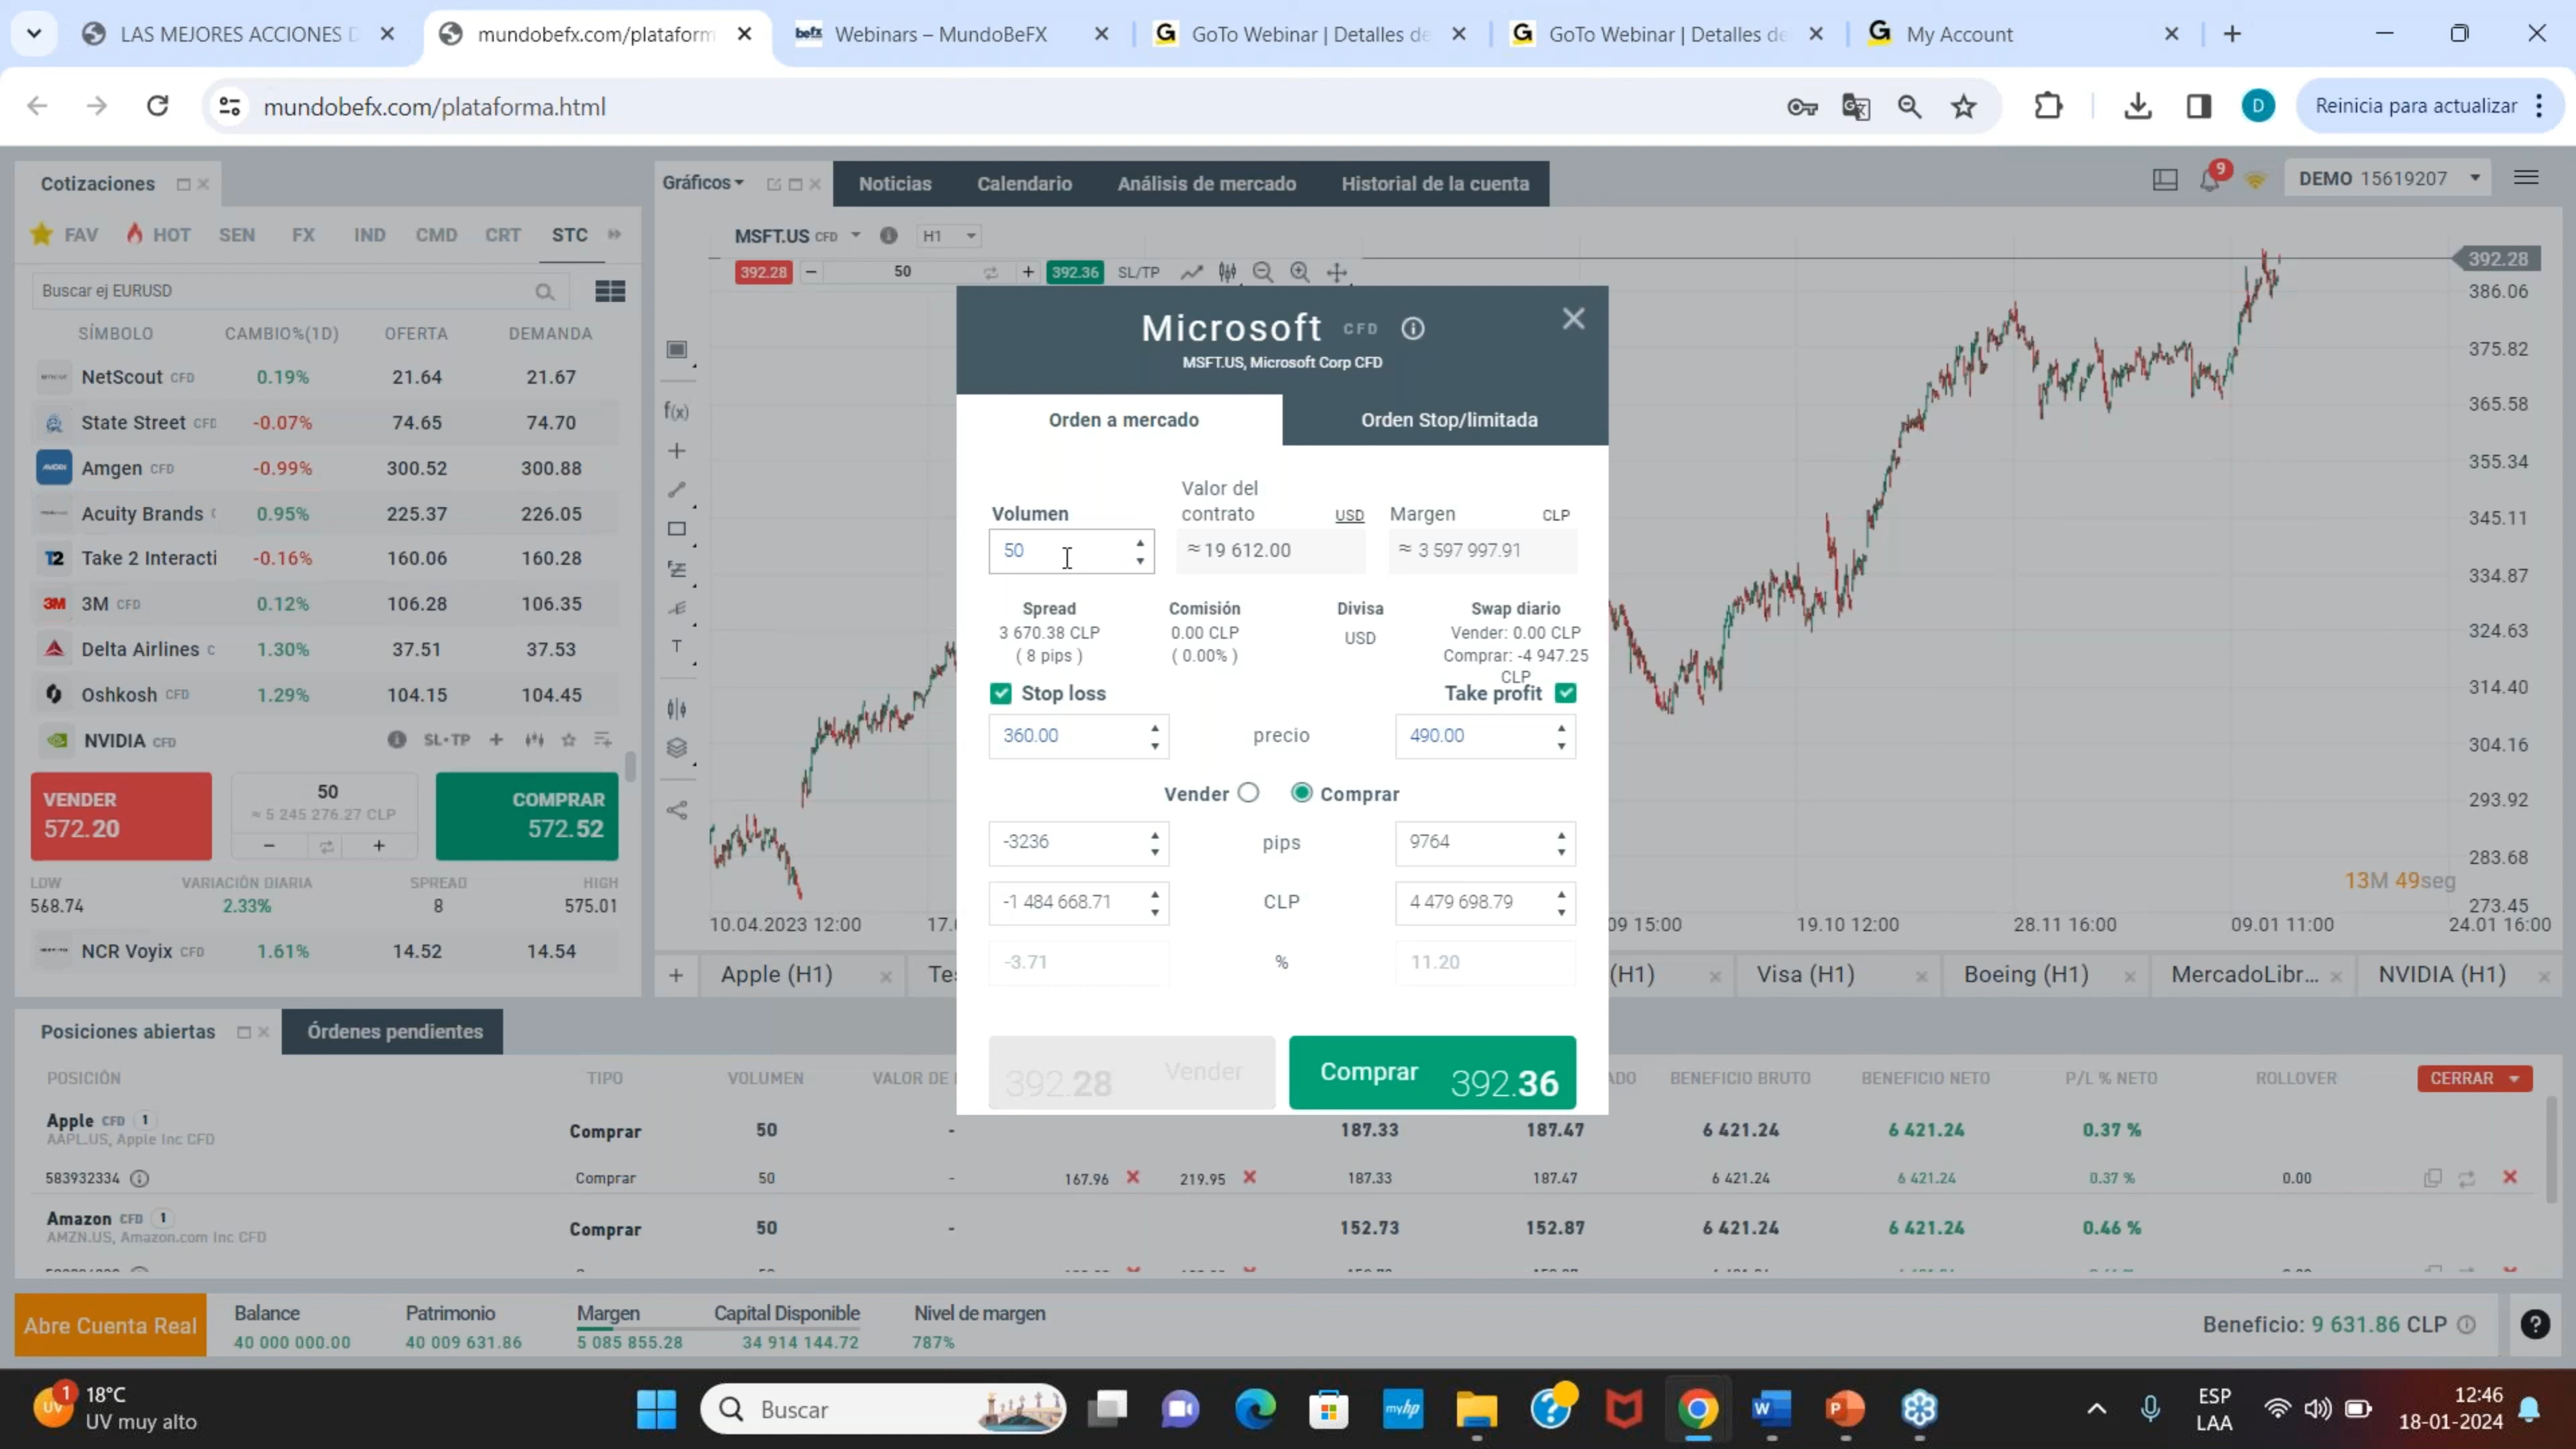 LAS MEJORES ACCIONES D
mundobefx.com/plataform
befx Webinars – MundoBeFX
GoTo Webinar | Detalles de
GoTo Webinar | Detalles de
My Account
mundobefx.com/plataforma.html
D
Reinicia para actualizar
Cotizaciones
FAV HOT SEN FX IND CMD CRT STC
Buscar ej EURUSD
SÍMBOLO CAMBIO%(1D) OFERTA DEMANDA
NetScout CFD 0.19% 21.64 21.67
State Street CFD -0.07% 74.65 74.70
Amgen CFD -0.99% 300.52 300.88
Acuity Brands 0.95% 225.37 226.05
Take 2 Interacti -0.16% 160.06 160.28
3M CFD 0.12% 106.28 106.35
Delta Airlines C 1.30% 37.51 37.53
Oshkosh CFD 1.29% 104.15 104.45
NVIDIA CFD SL•TP
VENDER
572.20
50
≈ 5 245 276.27 CLP
COMPRAR
572.52
LOW VARIACIÓN DIARIA SPREAD HIGH
568.74 2.33% 8 575.01
NCR Voyix CFD 1.61% 14.52 14.54
Gráficos Noticias Calendario Análisis de mercado Historial de la cuenta
9
DEMO 15619207
MSFT.US CFD H1
392.28 50 392.36 SL/TP
f(x)
T
392.28
386.06
375.82
365.58
355.34
345.11
334.87
324.63
314.40
304.16
293.92
283.68
273.45
13M 49seg
10.04.2023 12:00 17.0 09 15:00 19.10 12:00 28.11 16:00 09.01 11:00 24.01 16:00
Apple (H1) Tes (H1) Visa (H1) Boeing (H1) MercadoLibr... NVIDIA (H1)
Microsoft CFD
MSFT.US, Microsoft Corp CFD
Orden a mercado Orden Stop/limitada
Volumen
Valor del
contrato USD
Margen CLP
50 ≈ 19 612.00 ≈ 3 597 997.91
Spread Comisión Divisa Swap diario
3 670.38 CLP 0.00 CLP USD Vender: 0.00 CLP
( 8 pips ) ( 0.00% ) Comprar: -4 947.25
CLP
Stop loss Take profit
360.00 precio 490.00
Vender Comprar
-3236 pips 9764
-1 484 668.71 CLP 4 479 698.79
-3.71 % 11.20
392.28 Vender
Comprar 392.36
Posiciones abiertas Órdenes pendientes
POSICIÓN TIPO VOLUMEN VALOR DE ADO BENEFICIO BRUTO BENEFICIO NETO P/L % NETO ROLLOVER CERRAR
Apple CFD 1
AAPL.US, Apple Inc CFD
Comprar 50 - 187.33 187.47 6 421.24 6 421.24 0.37 %
583932334 Comprar 50 - 167.96 219.95 187.33 187.47 6 421.24 6 421.24 0.37 % 0.00
Amazon CFD 1
AMZN.US, Amazon.com Inc CFD
Comprar 50 - 152.73 152.87 6 421.24 6 421.24 0.46 %
Abre Cuenta Real
Balance Patrimonio Margen Capital Disponible Nivel de margen
40 000 000.00 40 009 631.86 5 085 855.28 34 914 144.72 787%
Beneficio: 9 631.86 CLP
?
1
UV
18°C
UV muy alto
Buscar
myhp
W
P
ESP
LAA
12:46
18-01-2024